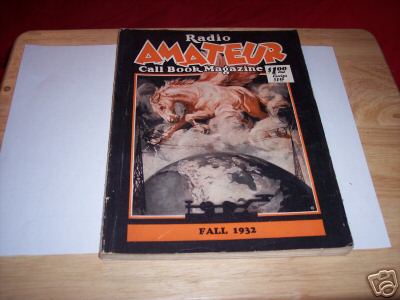 Radio
AMATEUR
Call Book Magazine
$1.00
FALL 1932